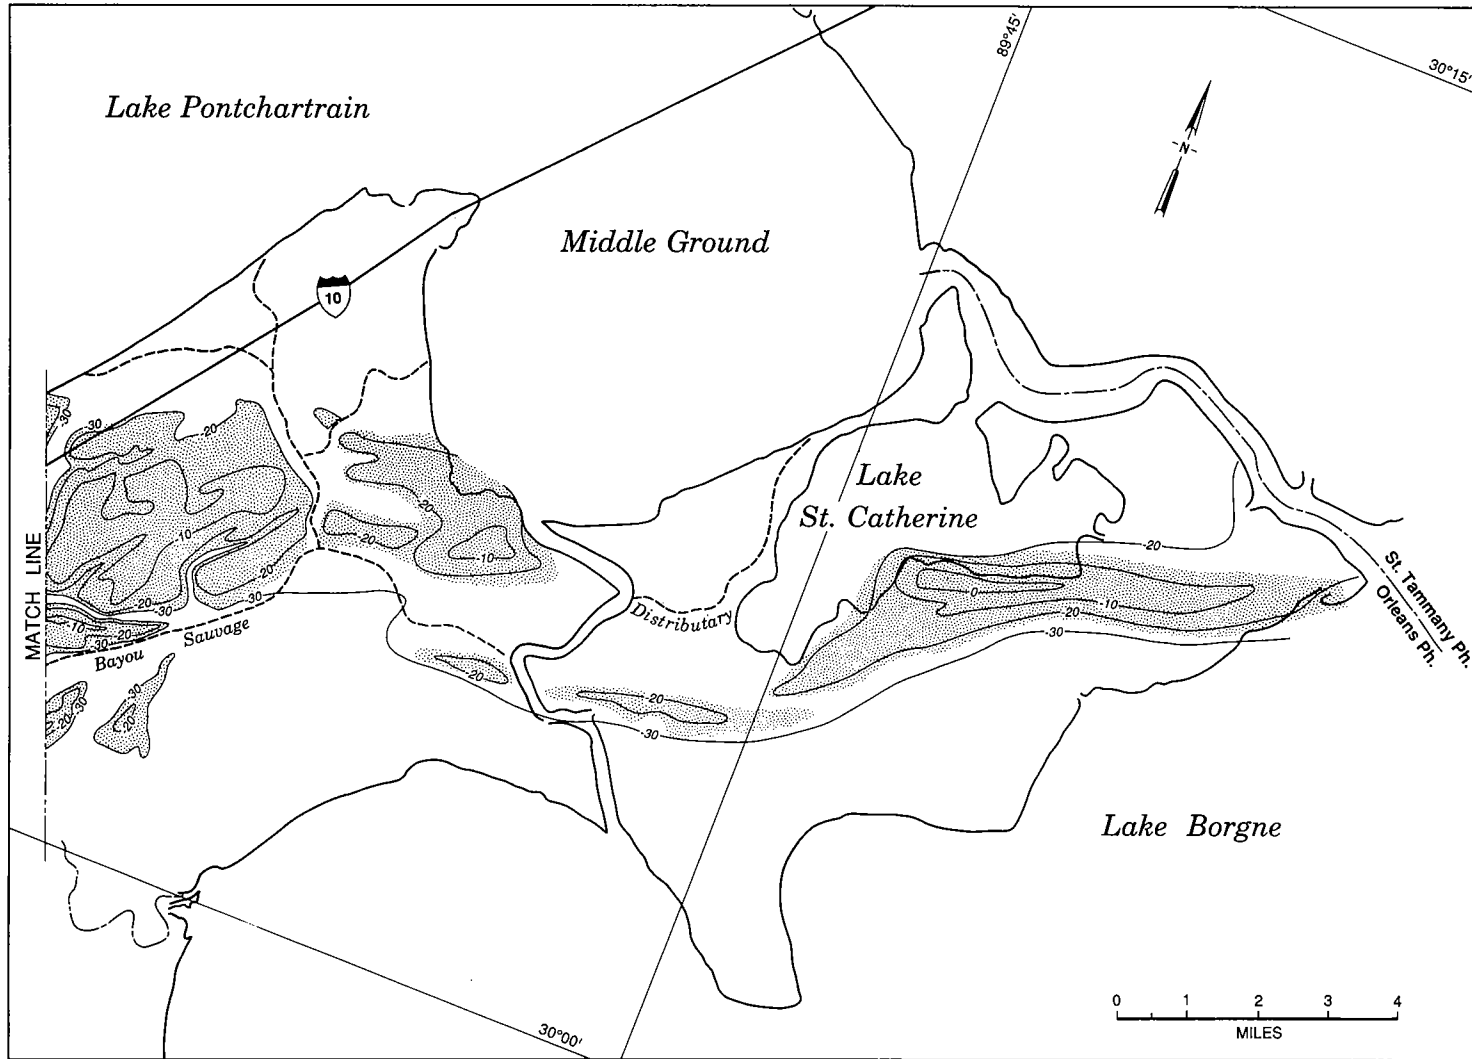 89°45'
30°15'
Lake Pontchartrain
-N-
Middle Ground
10
-30
-30
-20
Lake
St. Catherine
-20
-10
-20
-10
-20
-20
-20
-30
0
-10
-20
-30
-10
-20
-30
Distributary
MATCH LINE
Bayou Sauvage
St. Tammany Ph.
Orleans Ph.
-30
-20
-20
-30
-20
-20
-30
Lake Borgne
30°00'
0 1 2 3 4
MILES